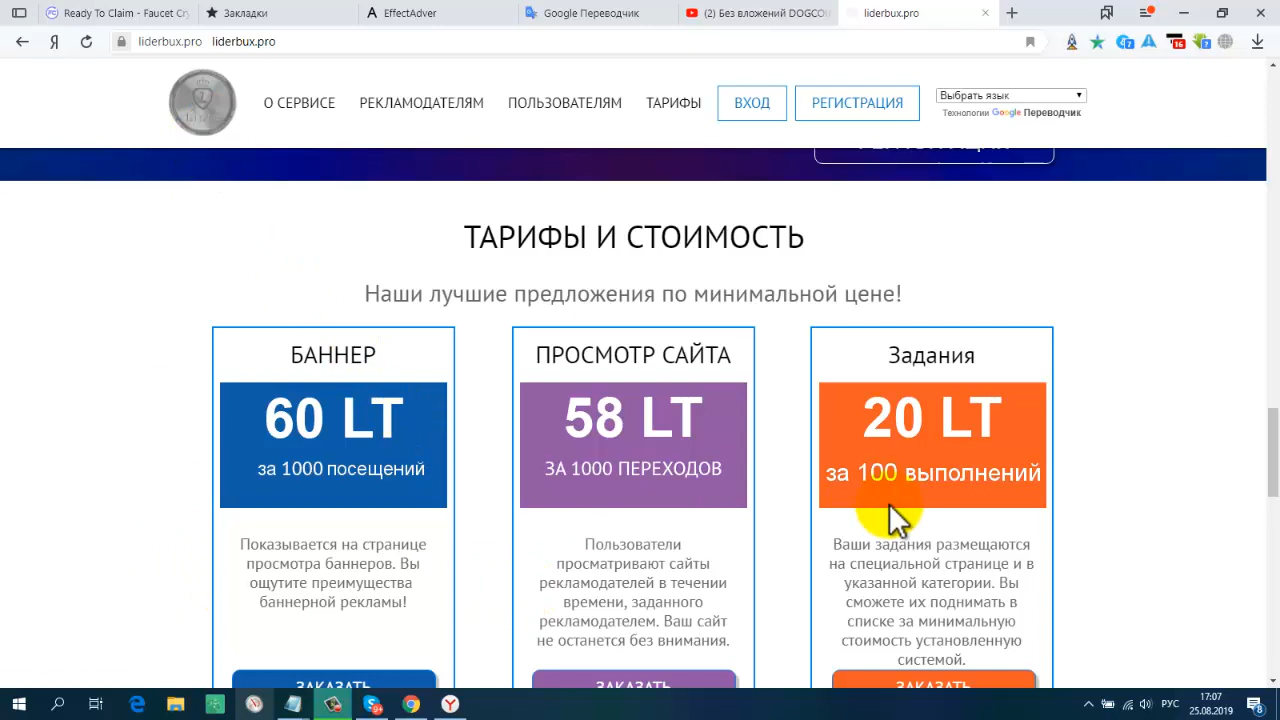 Ready To Claim - Faucet Cry
Закладки
EffectAdver
Google Переводчик
(2) Без вложений DOGCOU
liderbux.pro
liderbux.pro liderbux.pro
О СЕРВИСЕ
РЕКЛАМОДАТЕЛЯМ
ПОЛЬЗОВАТЕЛЯМ
ТАРИФЫ
ВХОД
РЕГИСТРАЦИЯ
Выбрать язык
Технологии Google Переводчик
ТАРИФЫ И СТОИМОСТЬ
Наши лучшие предложения по минимальной цене!
БАННЕР
60 LT
за 1000 посещений
Показывается на странице
просмотра баннеров. Вы
ощутите преимущества
баннерной рекламы!
ЗАКАЗАТЬ
ПРОСМОТР САЙТА
58 LT
ЗА 1000 ПЕРЕХОДОВ
Пользователи
просматривают сайты
рекламодателей в течении
времени, заданного
рекламодателем. Ваш сайт
не останется без внимания.
ЗАКАЗАТЬ
Задания
20 LT
за 100 выполнений
Ваши задания размещаются
на специальной странице и в
указанной категории. Вы
сможете их поднимать в
списке за минимальную
стоимость установленную
системой.
ЗАКАЗАТЬ
РУС
17:07
25.08.2019